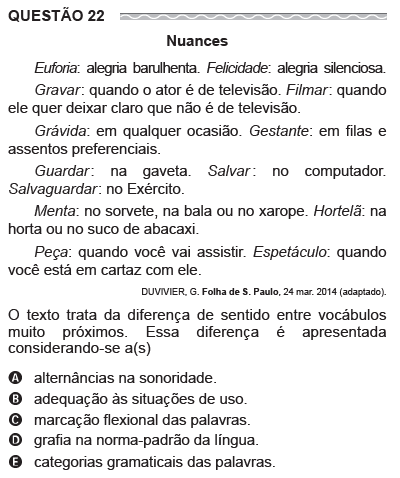 QUESTÃO 22
Nuances
Euforia: alegria barulhenta. Felicidade: alegria silenciosa.
Gravar: quando o ator é de televisão. Filmar: quando
ele quer deixar claro que não é de televisão.
Grávida: em qualquer ocasião. Gestante: em filas e
assentos preferenciais.
Guardar: na gaveta. Salvar: no computador.
Salvaguardar: no Exército.
Menta: no sorvete, na bala ou no xarope. Hortelã: na
horta ou no suco de abacaxi.
Peça: quando você vai assistir. Espetáculo: quando
você está em cartaz com ele.
DUVIVIER, G. Folha de S. Paulo, 24 mar. 2014 (adaptado).
O texto trata da diferença de sentido entre vocábulos
muito próximos. Essa diferença é apresentada
considerando-se a(s)
A alternâncias na sonoridade.
B adequação às situações de uso.
C marcação flexional das palavras.
D grafia na norma-padrão da língua.
E categorias gramaticais das palavras.